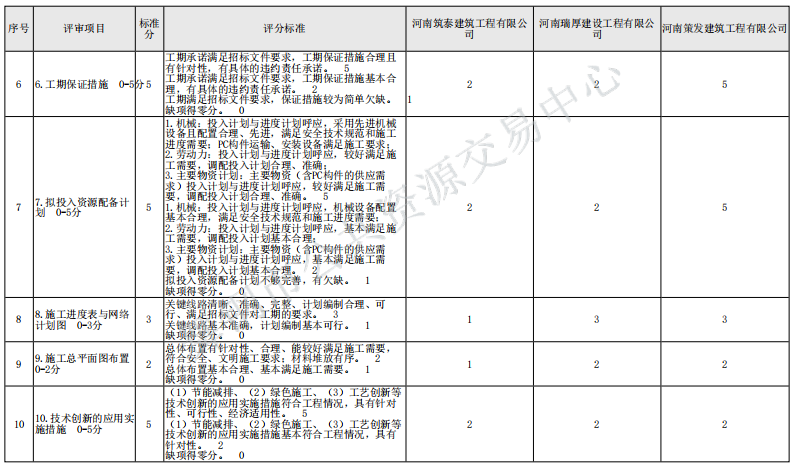 序号 评审项目 标准分 评分标准 河南筑泰建筑工程有限公司 河南瑞厚建设工程有限公司 河南策发建筑工程有限公司
6 6.工期保证措施 0-5分 5
工期承诺满足招标文件要求，工期保证措施合理且
有针对性，有具体的违约责任承诺。 5
工期承诺满足招标文件要求，工期保证措施基本合
理，有具体的违约责任承诺。 2
工期满足招标文件要求，保证措施较为简单欠缺。 1
缺项得零分。 0
2 2 5
7 7.拟投入资源配备计
划 0-5分
5
1.机械：投入计划与进度计划呼应，采用先进机械
设备且配置合理、先进，满足安全技术规范和施工
进度需要；PC构件运输、安装设备满足施工要求；
2.劳动力：投入计划与进度计划呼应，较好满足施
工需要，调配投入计划合理、准确；
3.主要物资计划：主要物资（含PC构件的供应需
求）投入计划与进度计划呼应，较好满足施工需
要，调配投入计划合理、准确。 5
1.机械：投入计划与进度计划呼应，机械设备配置
基本合理，满足安全技术规范和施工进度需要；
2.劳动力：投入计划与进度计划呼应，基本满足施
工需要，调配投入计划基本合理；
3.主要物资计划：主要物资（含PC构件的供应需
求）投入计划与进度计划呼应，基本满足施工需
要，调配投入计划基本合理。 2
拟投入资源配备计划不够完善，有欠缺。 1
缺项得零分。 0
2 2 5
8 8.施工进度表与网络
计划图 0-3分
3
关键线路清晰、准确、完整、计划编制合理、可
行、满足招标文件对工期的要求。 3
关键线路基本准确，计划编制基本可行。 1
缺项得零分。 0
1 3 3
9 9.施工总平面图布置
0-2分
2
总体布置有针对性、合理、能较好满足施工需要，
符合安全、文明施工要求；材料堆放有序。 2
总体布置基本合理、基本满足施工需要。 1
缺项得零分。 0
1 2 2
10 10.技术创新的应用实
施措施 0-5分
5
（1）节能减排、（2）绿色施工、（3）工艺创新等
技术创新的应用实施措施符合工程情况，具有针对
性、可行性、经济适用性。 5
（1）节能减排、（2）绿色施工、（3）工艺创新等
技术创新的应用实施措施基本符合工程情况，具有
针对性。 2
缺项得零分。 0
2 2 2
资源交易中心